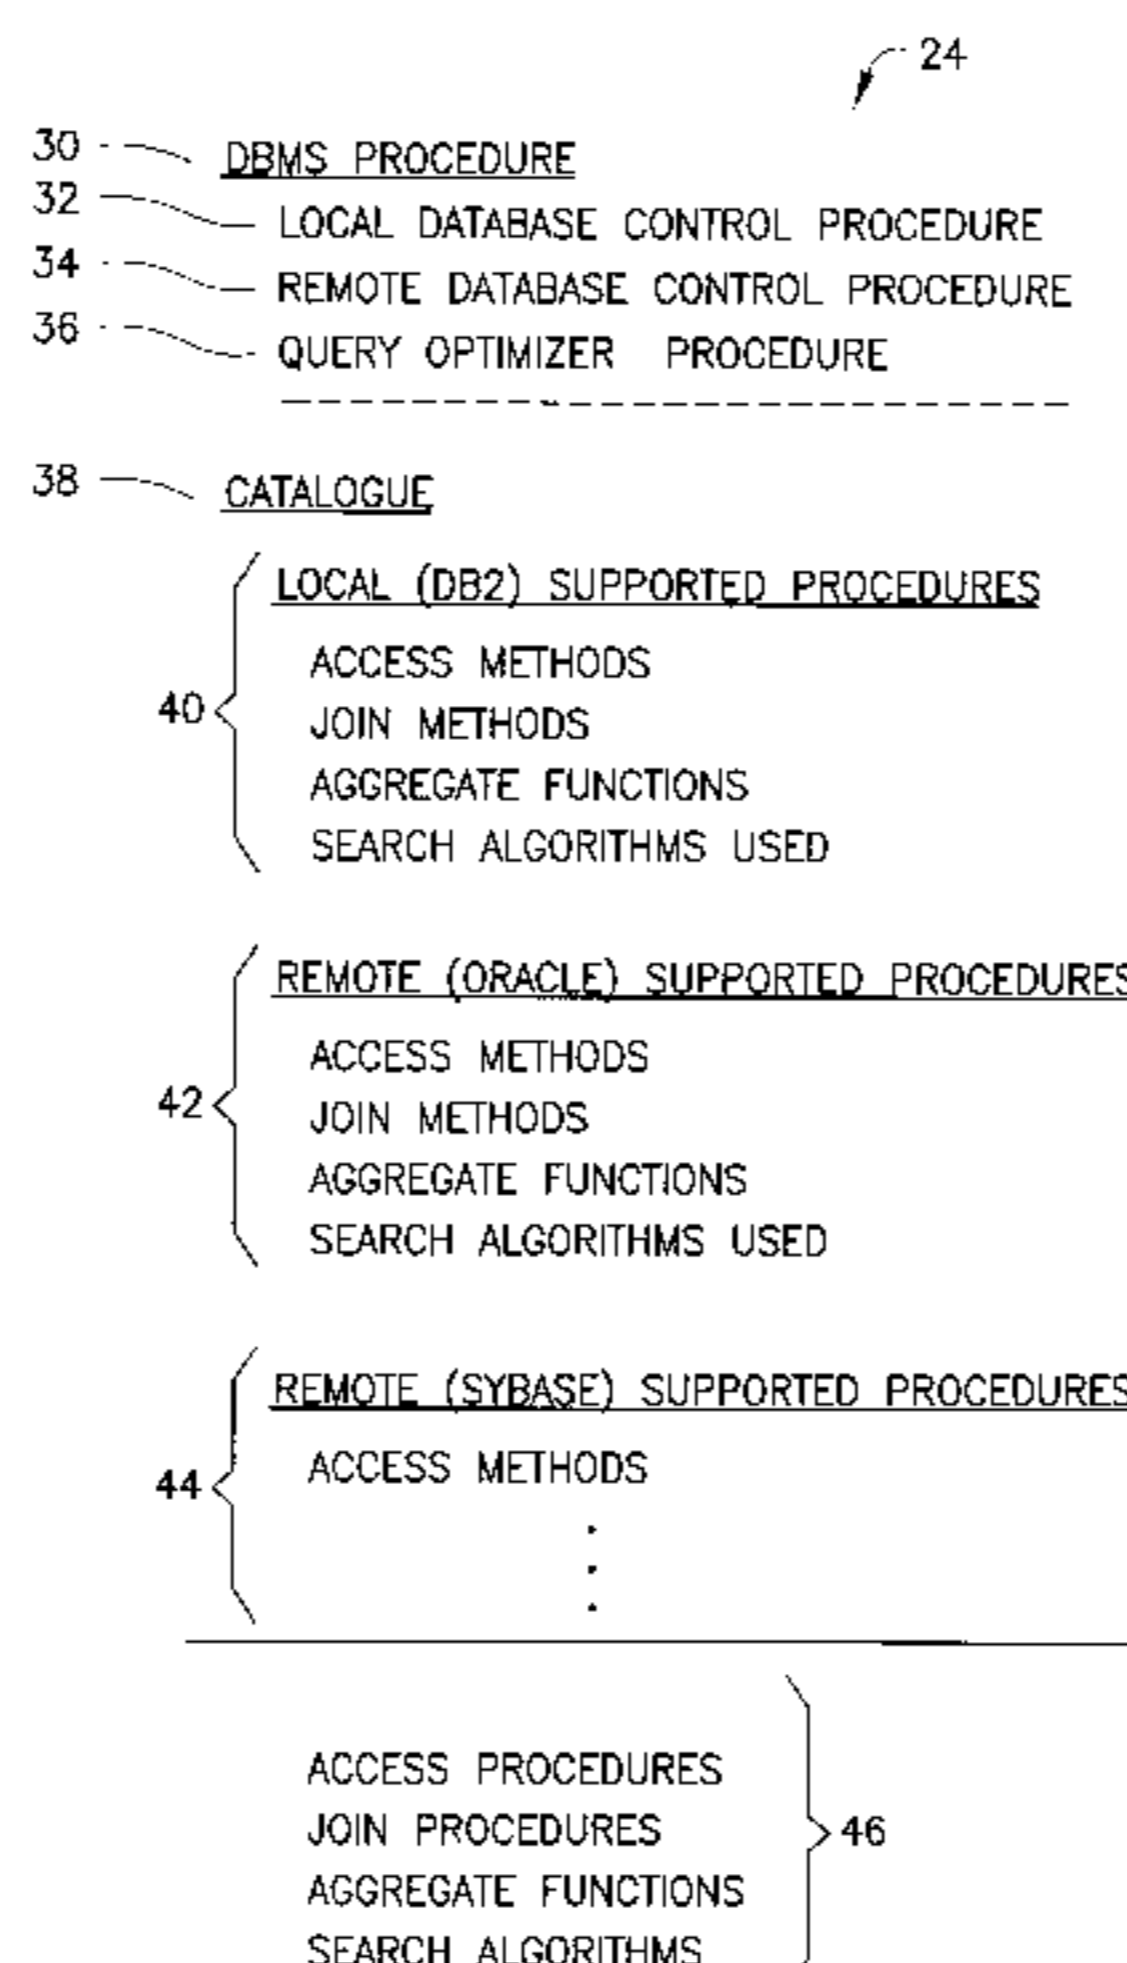 24
30 DBMS PROCEDURE
32 LOCAL DATABASE CONTROL PROCEDURE
34 REMOTE DATABASE CONTROL PROCEDURE
36 QUERY OPTIMIZER PROCEDURE
38 CATALOGUE
LOCAL (DB2) SUPPORTED PROCEDURES
ACCESS METHODS
40
JOIN METHODS
AGGREGATE FUNCTIONS
SEARCH ALGORITHMS USED
REMOTE (ORACLE) SUPPORTED PROCEDURES
ACCESS METHODS
42
JOIN METHODS
AGGREGATE FUNCTIONS
SEARCH ALGORITHMS USED
REMOTE (SYBASE) SUPPORTED PROCEDURES
ACCESS METHODS
44
ACCESS PROCEDURES
JOIN PROCEDURES
46
AGGREGATE FUNCTIONS
SEARCH ALGORITHMS